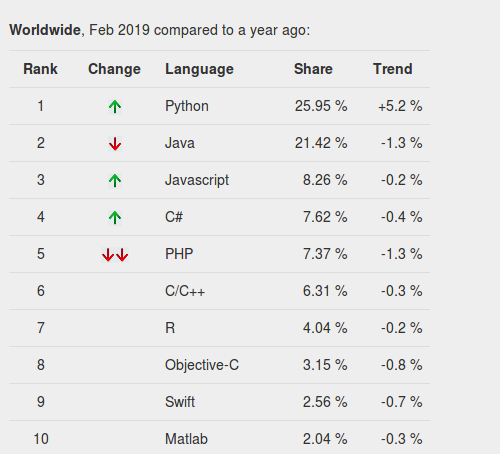 Worldwide, Feb 2019 compared to a year ago:
Rank Change Language Share Trend
1 Python 25.95 % +5.2 %
2 Java 21.42 % -1.3 %
3 Javascript 8.26 % -0.2 %
4 C# 7.62 % -0.4 %
5 PHP 7.37 % -1.3 %
6 C/C++ 6.31 % -0.3 %
7 R 4.04 % -0.2 %
8 Objective-C 3.15 % -0.8 %
9 Swift 2.56 % -0.7 %
10 Matlab 2.04 % -0.3 %